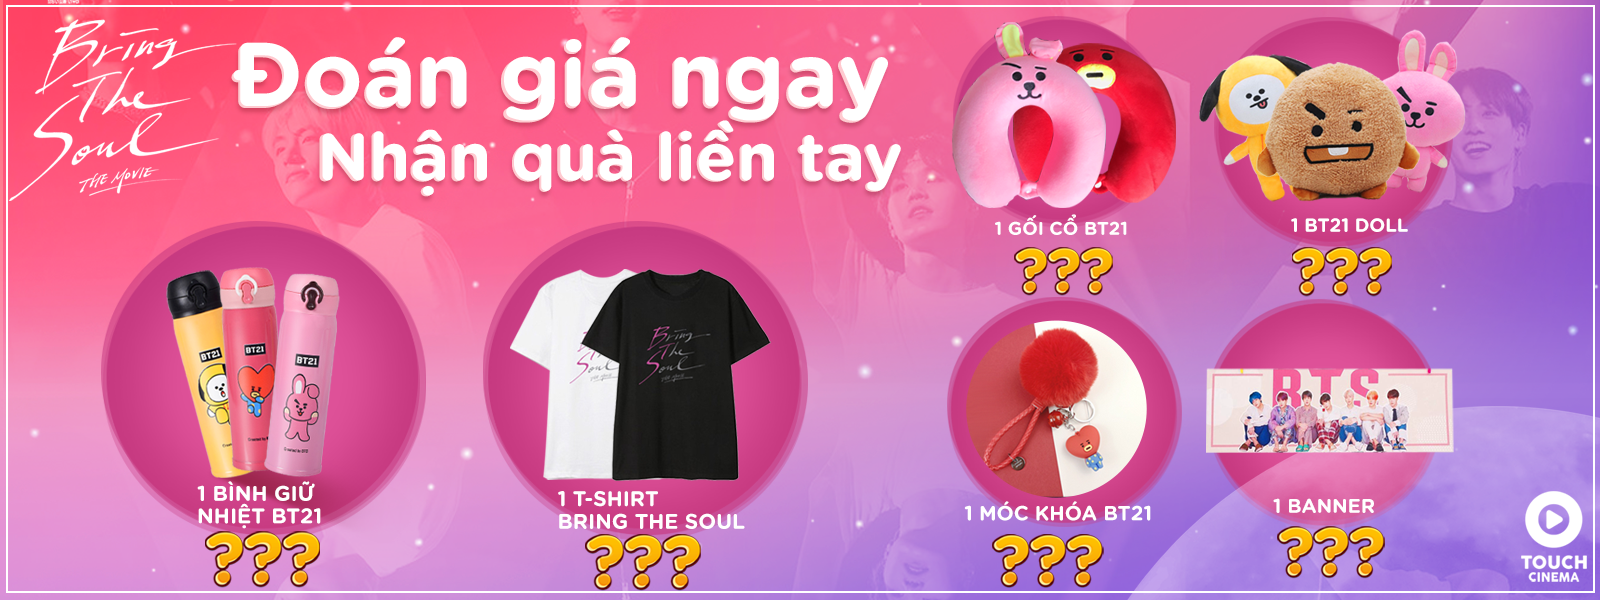 Bring
The
Soul
THE MOVIE
Đoán giá ngay
Nhận quà liền tay
1 GỐI CỔ BT21
???
1 BT21 DOLL
???
BT21
BT21
BT21
1 BÌNH GIỮ
NHIỆT BT21
???
Bring
The
Soul
THE MOVIE
1 T-SHIRT
BRING THE SOUL
???
1 MÓC KHÓA BT21
???
BTS
1 BANNER
???
TOUCH
CINEMA